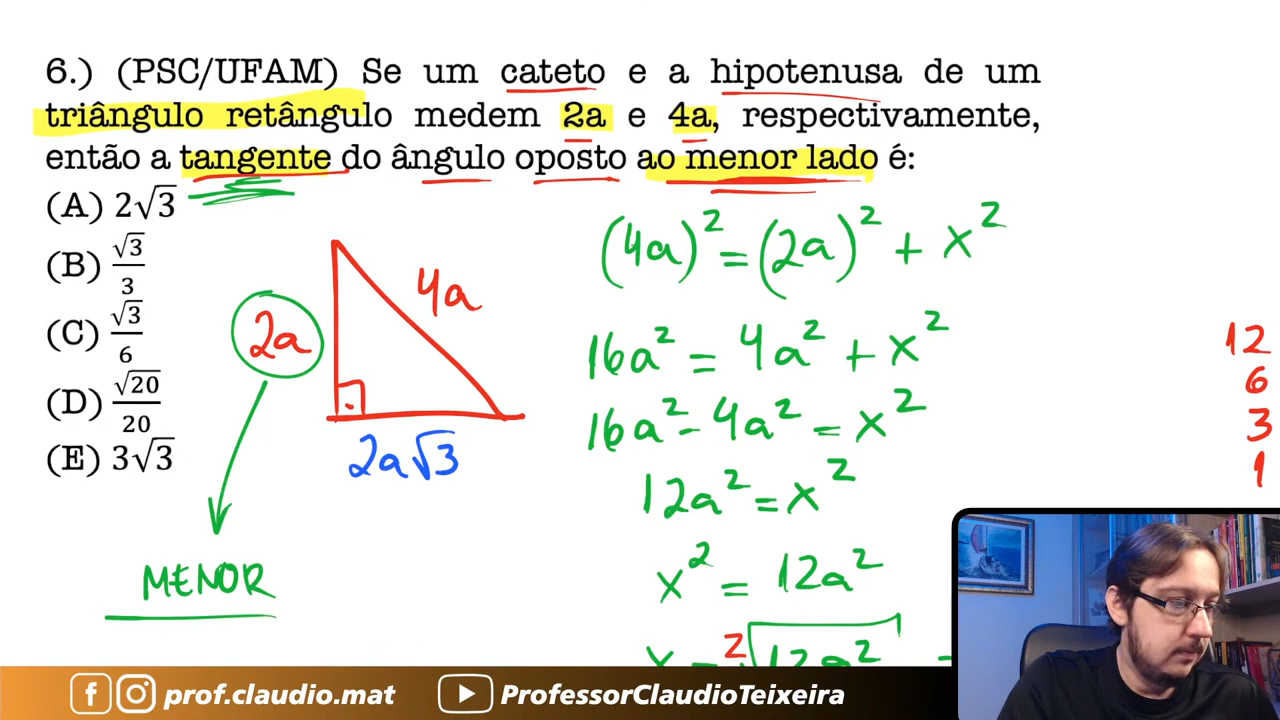 6.) (PSC/UFAM) Se um cateto e a hipotenusa de um
triângulo retângulo medem 2a e 4a, respectivamente,
então a tangente do ângulo oposto ao menor lado é:
(A) 2√3
(B) √3/3
(C) √3/6
(D) √20/20
(E) 3√3
2a
4a
2a√3
MENOR
(4a)² = (2a)² + x²
16a² = 4a² + x²
16a² - 4a² = x²
12a² = x²
x² = 12a²
x = ²√12a²
12
6
3
1
prof.claudio.mat
ProfessorClaudioTeixeira